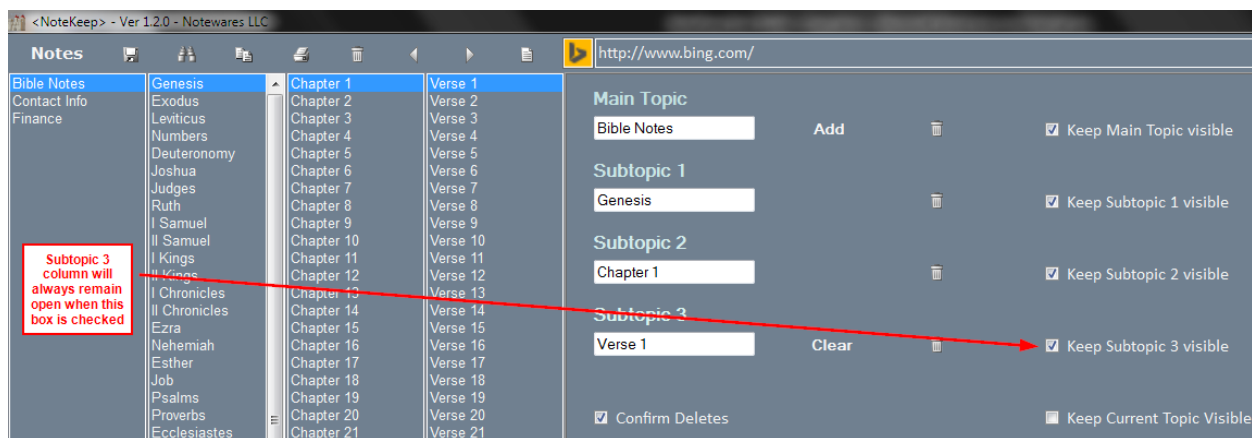 <NoteKeep> - Ver 1.2.0 - Notewares LLC
Notes
http://www.bing.com/
Bible Notes
Contact Info
Finance
Genesis
Exodus
Leviticus
Numbers
Deuteronomy
Joshua
Judges
Ruth
I Samuel
II Samuel
I Kings
II Kings
I Chronicles
II Chronicles
Ezra
Nehemiah
Esther
Job
Psalms
Proverbs
Ecclesiastes
Chapter 1
Chapter 2
Chapter 3
Chapter 4
Chapter 5
Chapter 6
Chapter 7
Chapter 8
Chapter 9
Chapter 10
Chapter 11
Chapter 12
Chapter 13
Chapter 14
Chapter 15
Chapter 16
Chapter 17
Chapter 18
Chapter 19
Chapter 20
Chapter 21
Verse 1
Verse 2
Verse 3
Verse 4
Verse 5
Verse 6
Verse 7
Verse 8
Verse 9
Verse 10
Verse 11
Verse 12
Verse 13
Verse 14
Verse 15
Verse 16
Verse 17
Verse 18
Verse 19
Verse 20
Verse 21
Subtopic 3
column will
always remain
open when this
box is checked
Main Topic
Bible Notes Add Keep Main Topic visible
Subtopic 1
Genesis Keep Subtopic 1 visible
Subtopic 2
Chapter 1 Keep Subtopic 2 visible
Subtopic 3
Verse 1 Clear Keep Subtopic 3 visible
Confirm Deletes Keep Current Topic Visible